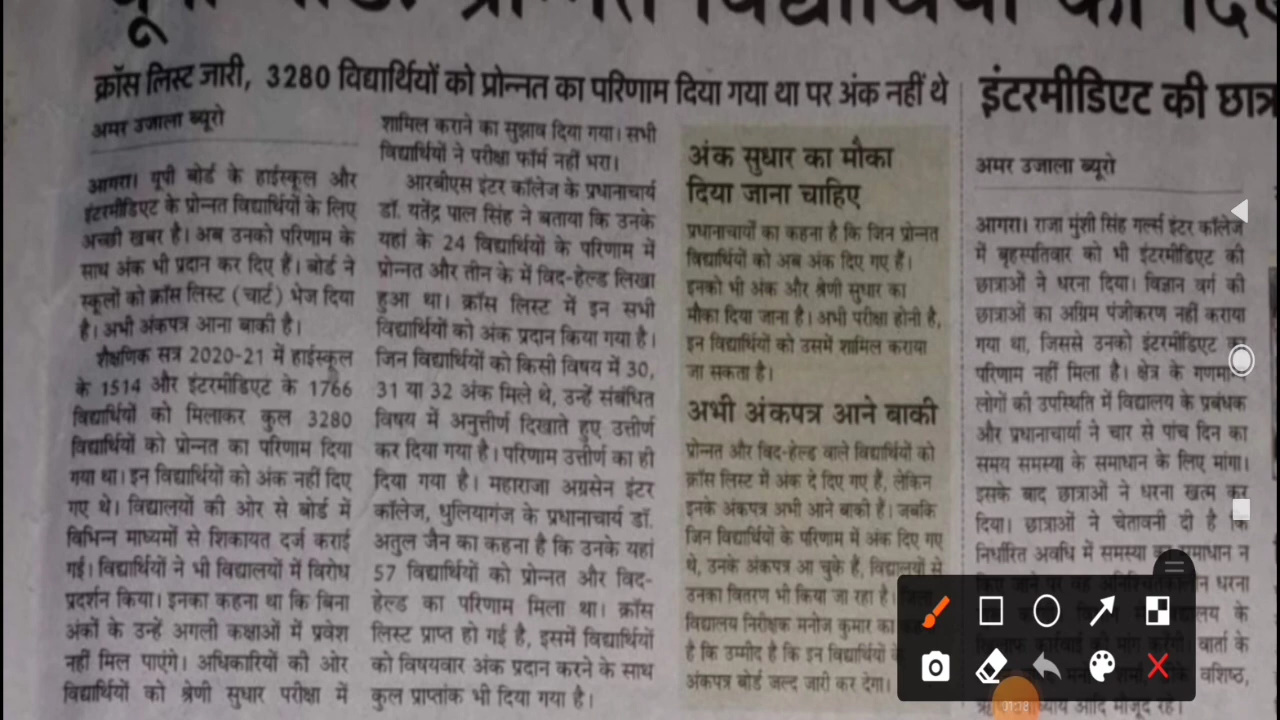 यूपी बोर्ड: प्रोन्नत विद्यार्थियों को
क्रॉस लिस्ट जारी, 3280 विद्यार्थियों को प्रोन्नत का परिणाम दिया गया था पर अंक नहीं थे
अमर उजाला ब्यूरो
आगरा। यूपी बोर्ड के हाईस्कूल और
इंटरमीडिएट के प्रोन्नत विद्यार्थियों के लिए
अच्छी खबर है। अब उनको परिणाम के
साथ अंक भी प्रदान कर दिए हैं। बोर्ड ने
स्कूलों को क्रॉस लिस्ट (चार्ट) भेज दिया
है। अभी अंकपत्र आना बाकी है।
शैक्षणिक सत्र 2020-21 में हाईस्कूल
के 1514 और इंटरमीडिएट के 1766
विद्यार्थियों को मिलाकर कुल 3280
विद्यार्थियों को प्रोन्नत का परिणाम दिया
गया था। इन विद्यार्थियों को अंक नहीं दिए
गए थे। विद्यालयों की ओर से बोर्ड में
विभिन्न माध्यमों से शिकायत दर्ज कराई
गई। विद्यार्थियों ने भी विद्यालयों में विरोध
प्रदर्शन किया। इनका कहना था कि बिना
अंकों के उन्हें अगली कक्षाओं में प्रवेश
नहीं मिल पाएंगे। अधिकारियों की ओर
विद्यार्थियों को श्रेणी सुधार परीक्षा में
शामिल कराने का सुझाव दिया गया। सभी
विद्यार्थियों ने परीक्षा फॉर्म नहीं भरा।
आरबीएस इंटर कॉलेज के प्रधानाचार्य
डॉ. यतेंद्र पाल सिंह ने बताया कि उनके
यहां के 24 विद्यार्थियों के परिणाम में
प्रोन्नत और तीन के में विद-हेल्ड लिखा
हुआ था। क्रॉस लिस्ट में इन सभी
विद्यार्थियों को अंक प्रदान किया गया है।
जिन विद्यार्थियों को किसी विषय में 30,
31 या 32 अंक मिले थे, उन्हें संबंधित
विषय में अनुत्तीर्ण दिखाते हुए उत्तीर्ण
कर दिया गया है। परिणाम उत्तीर्ण का ही
दिया गया है। महाराजा अग्रसेन इंटर
कॉलेज, धुलियागंज के प्रधानाचार्य डॉ.
अतुल जैन का कहना है कि उनके यहां
57 विद्यार्थियों को प्रोन्नत और विद-
हेल्ड का परिणाम मिला था। क्रॉस
लिस्ट प्राप्त हो गई है, इसमें विद्यार्थियों
को विषयवार अंक प्रदान करने के साथ
कुल प्राप्तांक भी दिया गया है।
अंक सुधार का मौका
दिया जाना चाहिए
प्रधानाचार्यों का कहना है कि जिन प्रोन्नत
विद्यार्थियों को अब अंक दिए गए हैं।
इनको भी अंक और श्रेणी सुधार का
मौका दिया जाना है। अभी परीक्षा होनी है,
इन विद्यार्थियों को उसमें शामिल कराया
जा सकता है।
अभी अंकपत्र आने बाकी
प्रोन्नत और विद-हेल्ड वाले विद्यार्थियों को
क्रॉस लिस्ट में अंक दे दिए गए हैं, लेकिन
इनके अंकपत्र अभी आने बाकी हैं। जबकि
जिन विद्यार्थियों के परिणाम में अंक दिए गए
थे, उनके अंकपत्र आ चुके हैं, विद्यालयों से
उनका वितरण भी किया जा रहा है।
विद्यालय निरीक्षक मनोज कुमार का
है कि उम्मीद है कि इन विद्यार्थियों
अंकपत्र बोर्ड जल्द जारी कर देगा।
इंटरमीडिएट की
अमर उजाला ब्यूरो
आगरा। राजा मुंशी सिंह गर्ल्स इंटर कॉलेज
में बृहस्पतिवार को भी इंटरमीडिएट की
छात्राओं ने धरना दिया। विज्ञान वर्ग की
छात्राओं का अग्रिम पंजीकरण नहीं कराया
गया था, जिससे उनको इंटरमीडिएट
परिणाम नहीं मिला है। क्षेत्र के
लोगों की उपस्थिति में विद्यालय के प्रबंधक
और प्रधानाचार्या ने चार से पांच दिन का
समय समस्या के समाधान के लिए मांगा।
इसके बाद छात्राओं ने धरना खत्म कर
दिया। छात्राओं ने चेतावनी दी है
निर्धारित अवधि में समस्या समाधान न
धरना
के
वार्ता के
वशिष्ठ,
आदि मौजूद रहे।
01:08